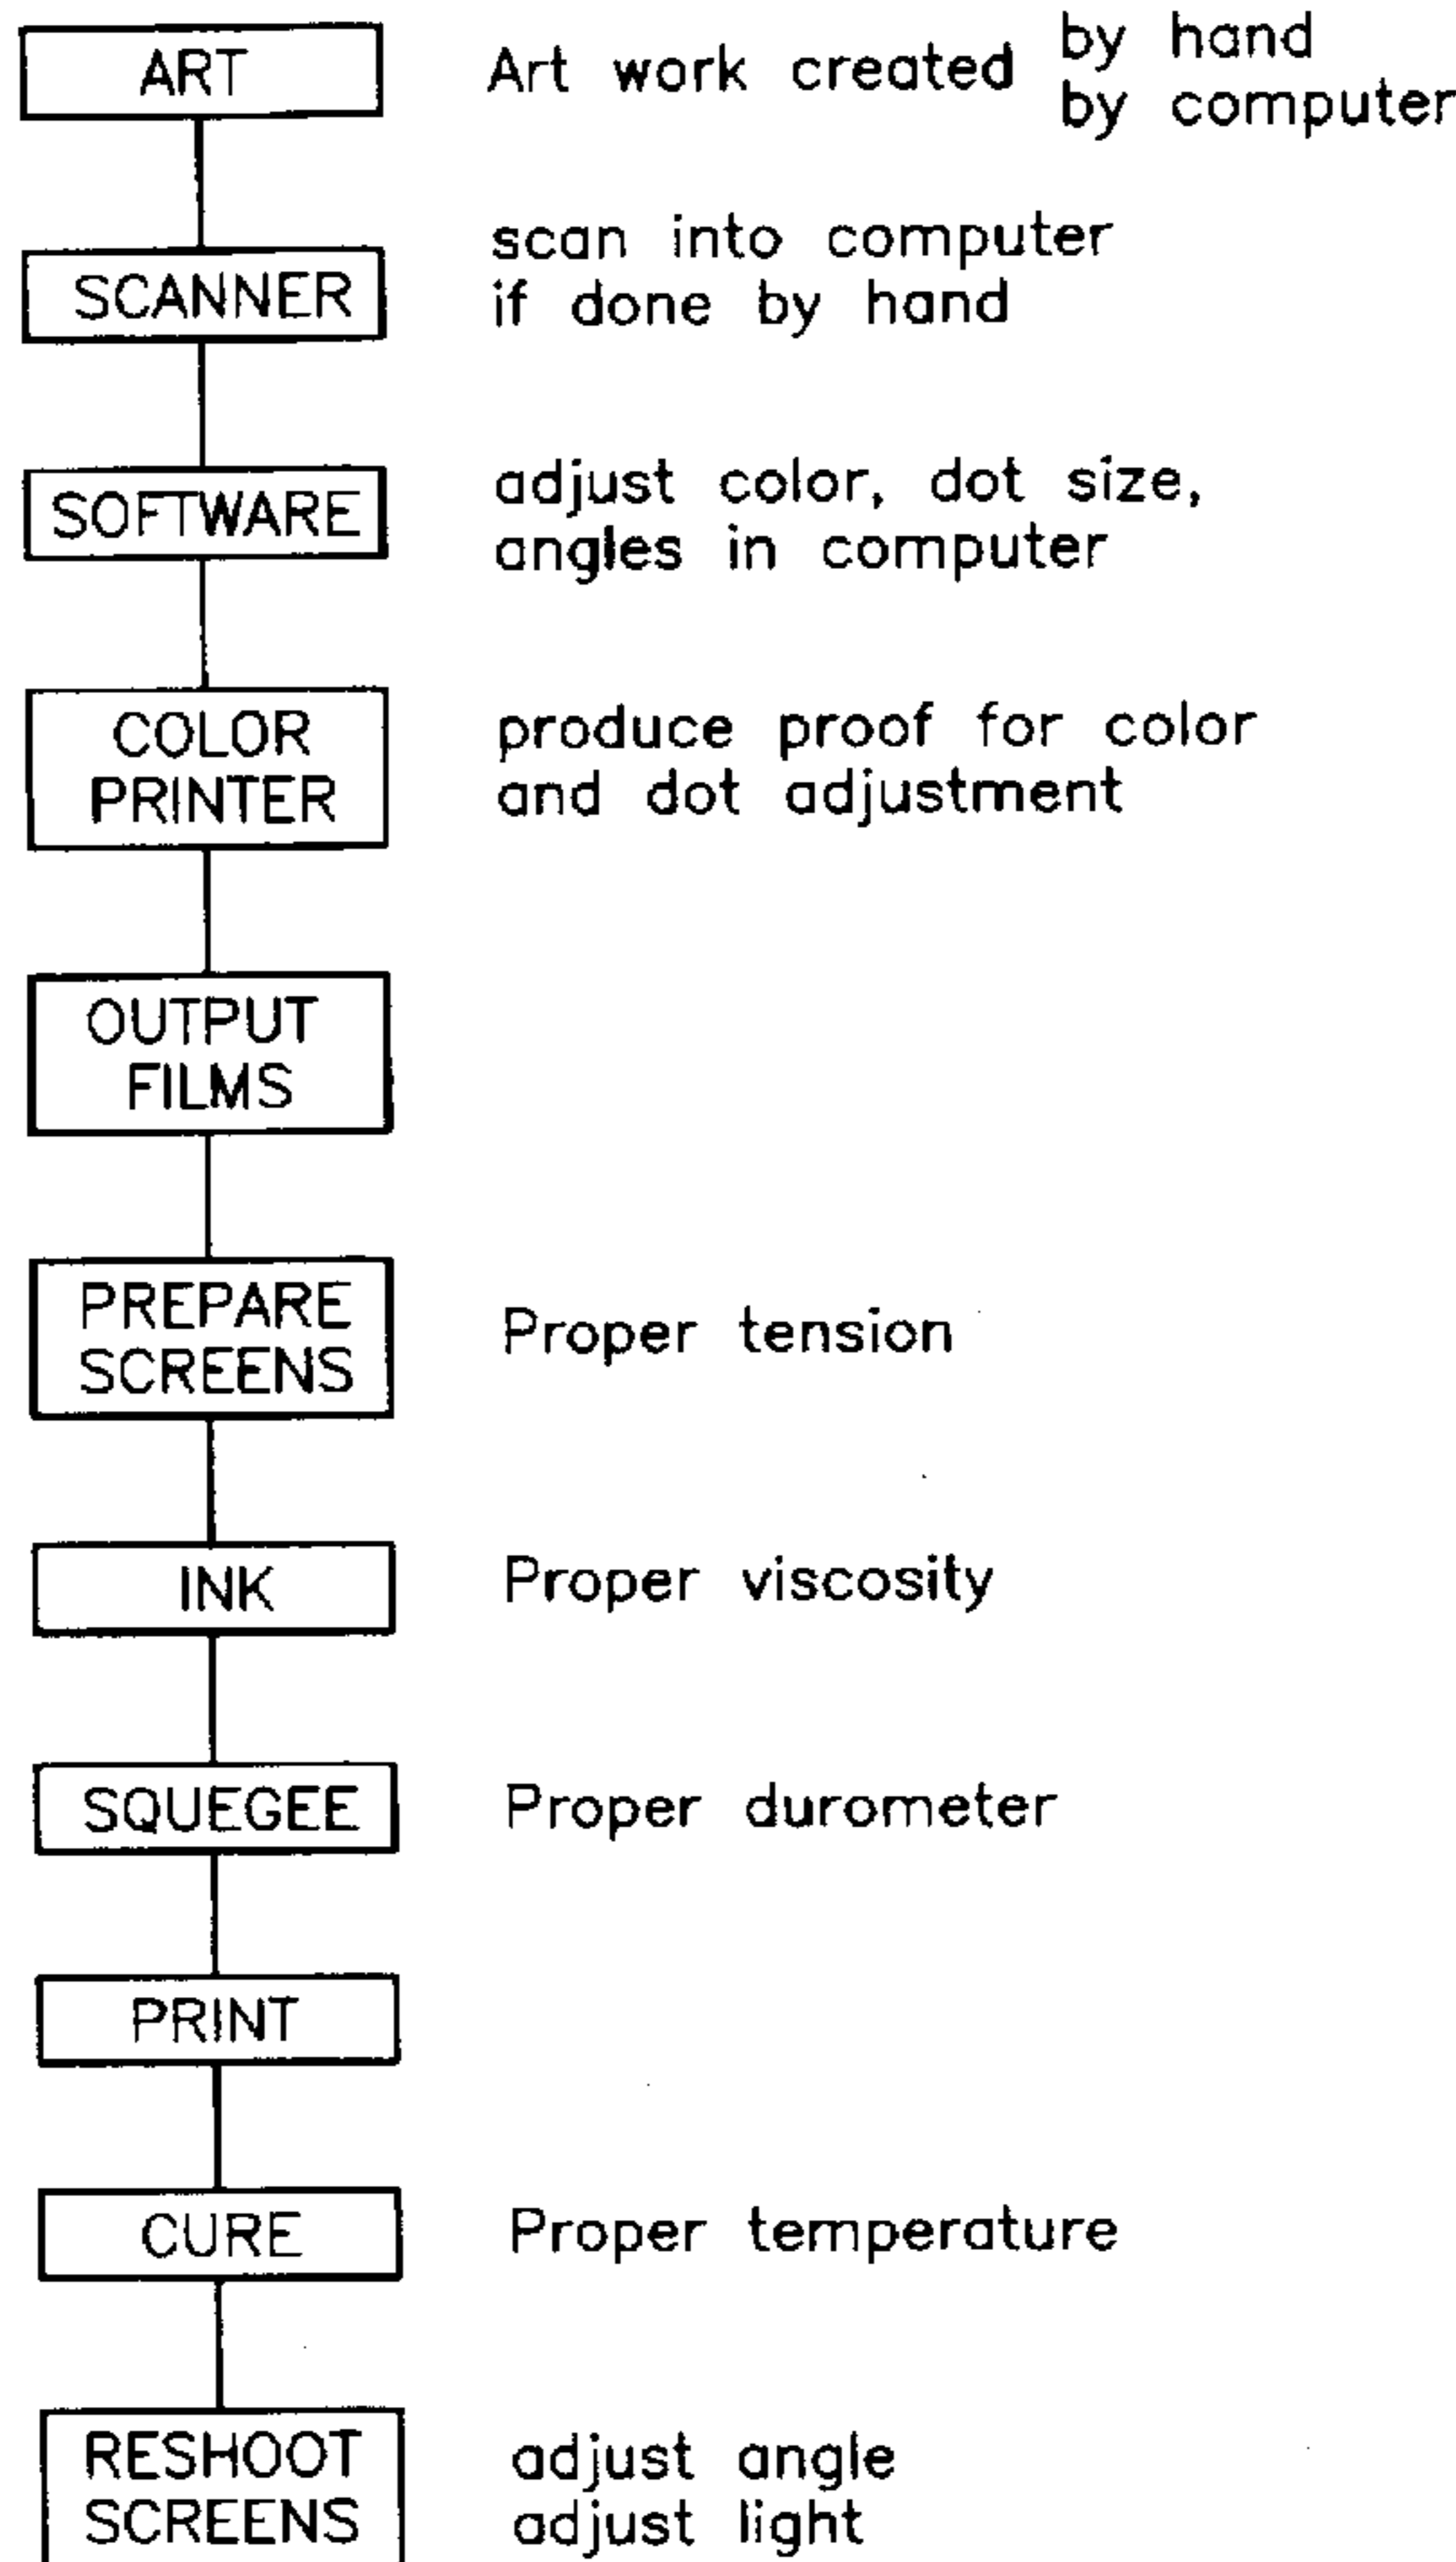 ART
Art work created by hand
by computer
SCANNER
scan into computer
if done by hand
SOFTWARE
adjust color, dot size,
angles in computer
COLOR
PRINTER
produce proof for color
and dot adjustment
OUTPUT
FILMS
PREPARE
SCREENS
Proper tension
INK
Proper viscosity
SQUEGEE
Proper durometer
PRINT
CURE
Proper temperature
RESHOOT
SCREENS
adjust angle
adjust light